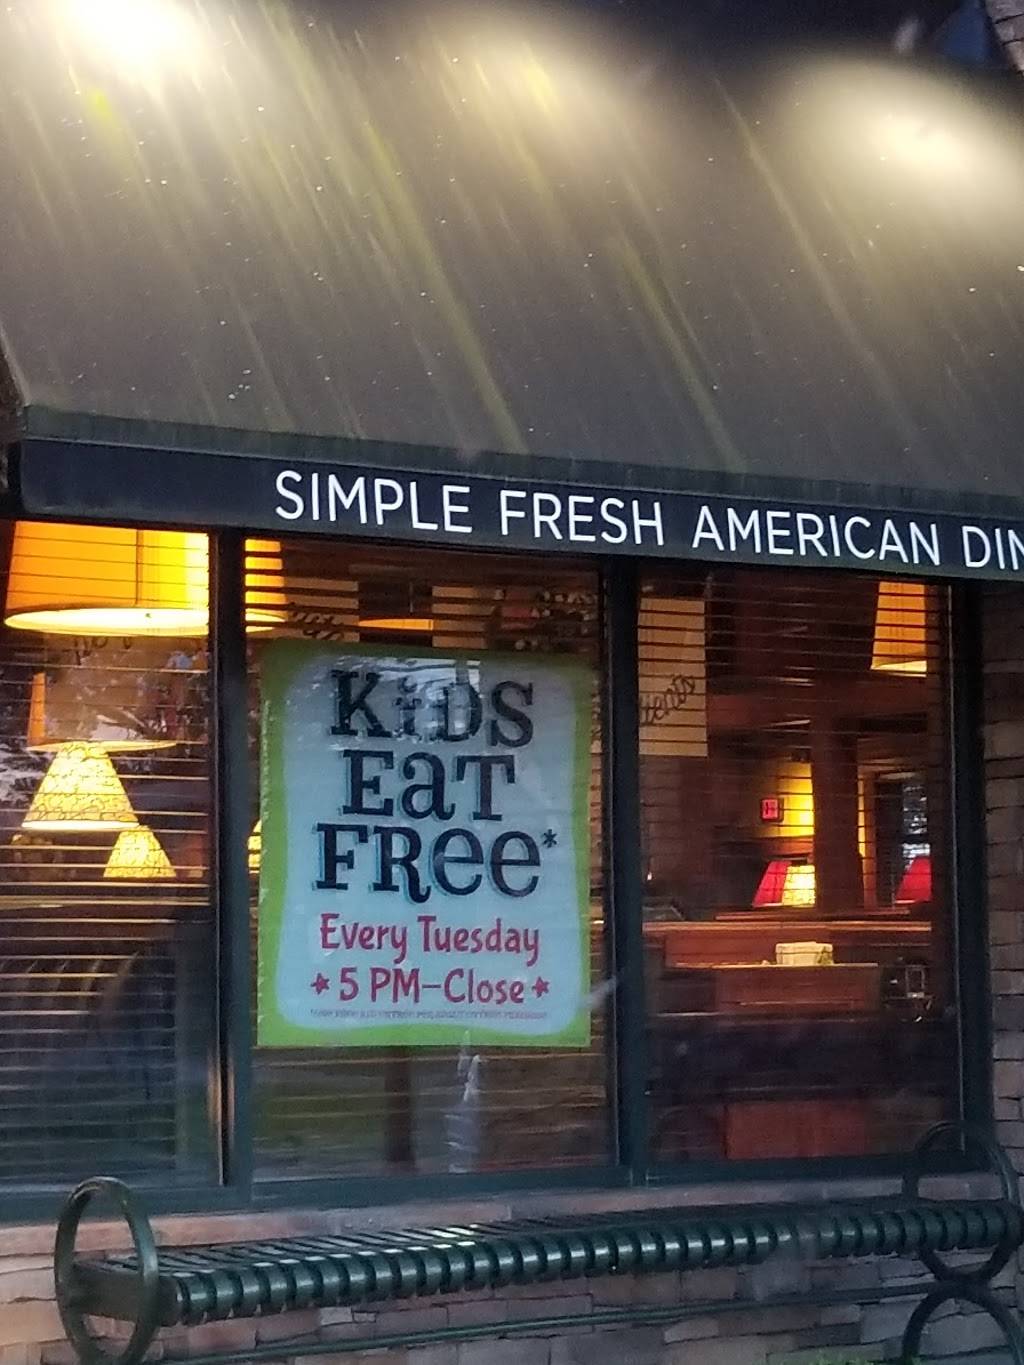 SIMPLE FRESH AMERICAN DIN
KiDS
EaT
FRee*
Every Tuesday
* 5 PM-Close *